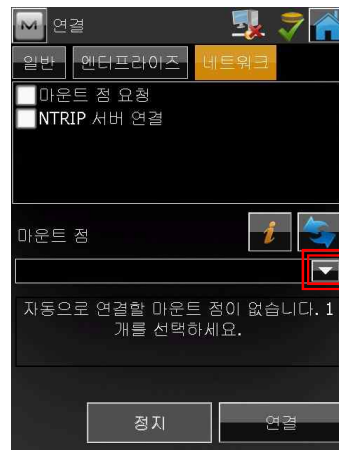 M 연결
일반 엔터프라이즈 네트워크
마운트 점 요청
NTRIP 서버 연결
마운트 점 i
자동으로 연결할 마운트 점이 없습니다. 1
개를 선택하세요.
정지 연결